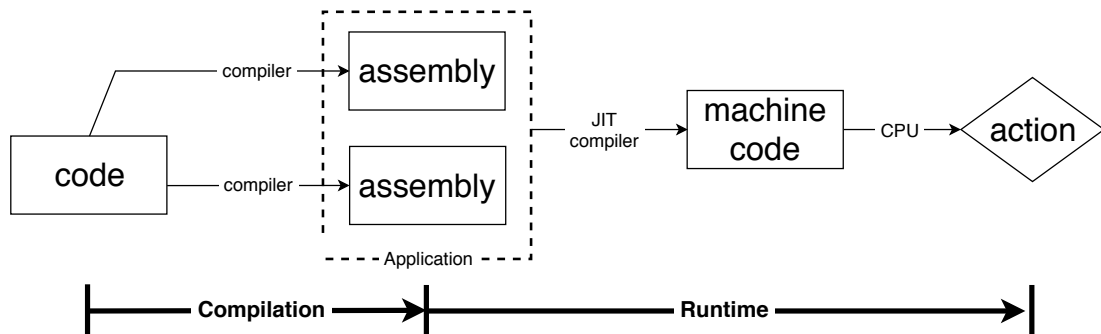 compiler
assembly
code
compiler
assembly
JIT
compiler
machine
code
CPU
action
Application
Compilation
Runtime